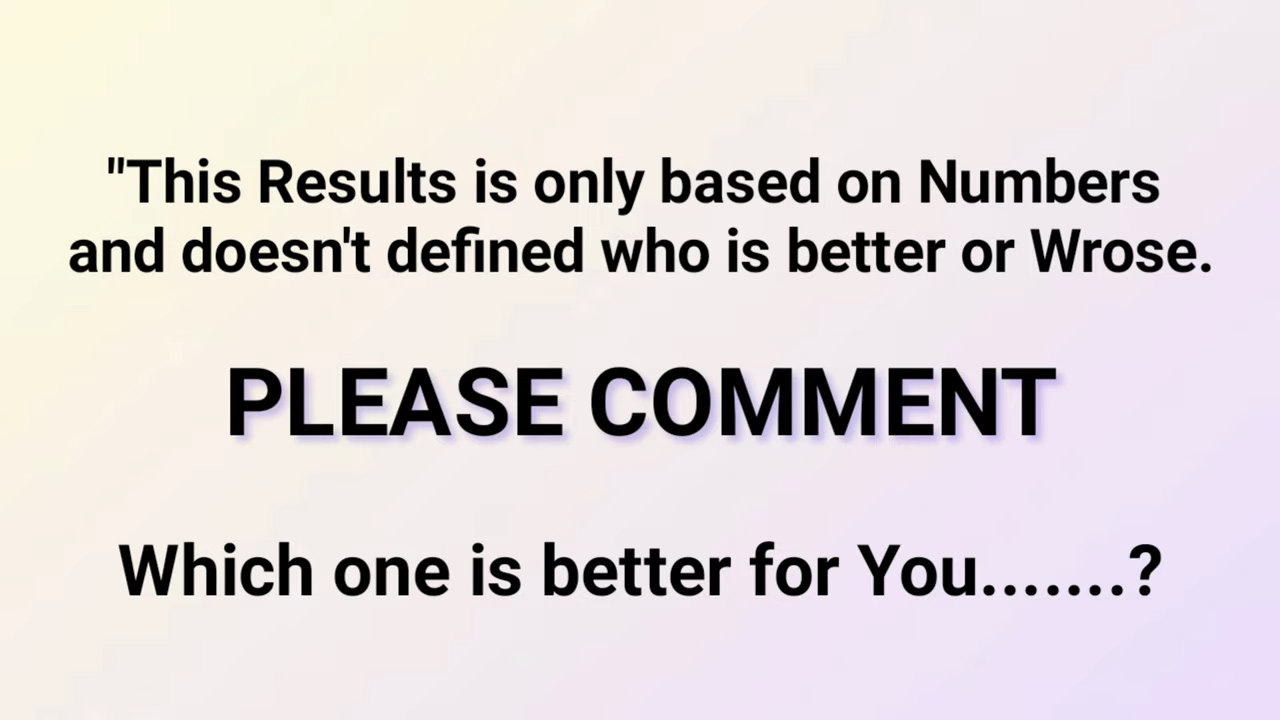 "This Results is only based on Numbers
and doesn't defined who is better or Wrose.
PLEASE COMMENT
Which one is better for You.......?